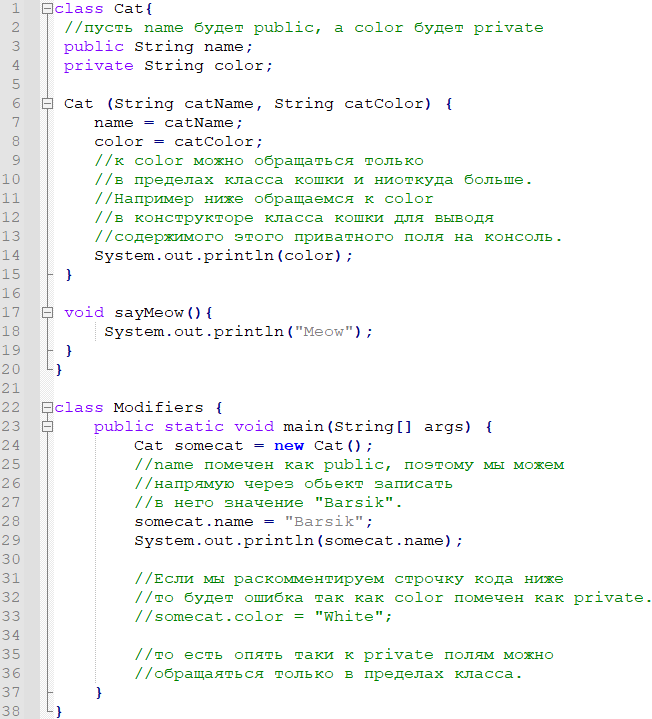 1 class Cat{
2 //пусть name будет public, а color будет private
3 public String name;
4 private String color;
5
6 Cat (String catName, String catColor) {
7 name = catName;
8 color = catColor;
9 //к color можно обращаться только
10 //в пределах класса кошки и ниоткуда больше.
11 //Например ниже обращаемся к color
12 //в конструкторе класса кошки для выводя
13 //содержимого этого приватного поля на консоль.
14 System.out.println(color);
15 }
16
17 void sayMeow(){
18 System.out.println("Meow");
19 }
20 }
21
22 class Modifiers {
23 public static void main(String[] args) {
24 Cat somecat = new Cat();
25 //name помечен как public, поэтому мы можем
26 //напрямую через обьект записать
27 //в него значение "Barsik".
28 somecat.name = "Barsik";
29 System.out.println(somecat.name);
30
31 //Если мы раскомментируем строчку кода ниже
32 //то будет ошибка так как color помечен как private.
33 //somecat.color = "White";
34
35 //то есть опять таки к private полям можно
36 //обращаяться только в пределах класса.
37 }
38 }